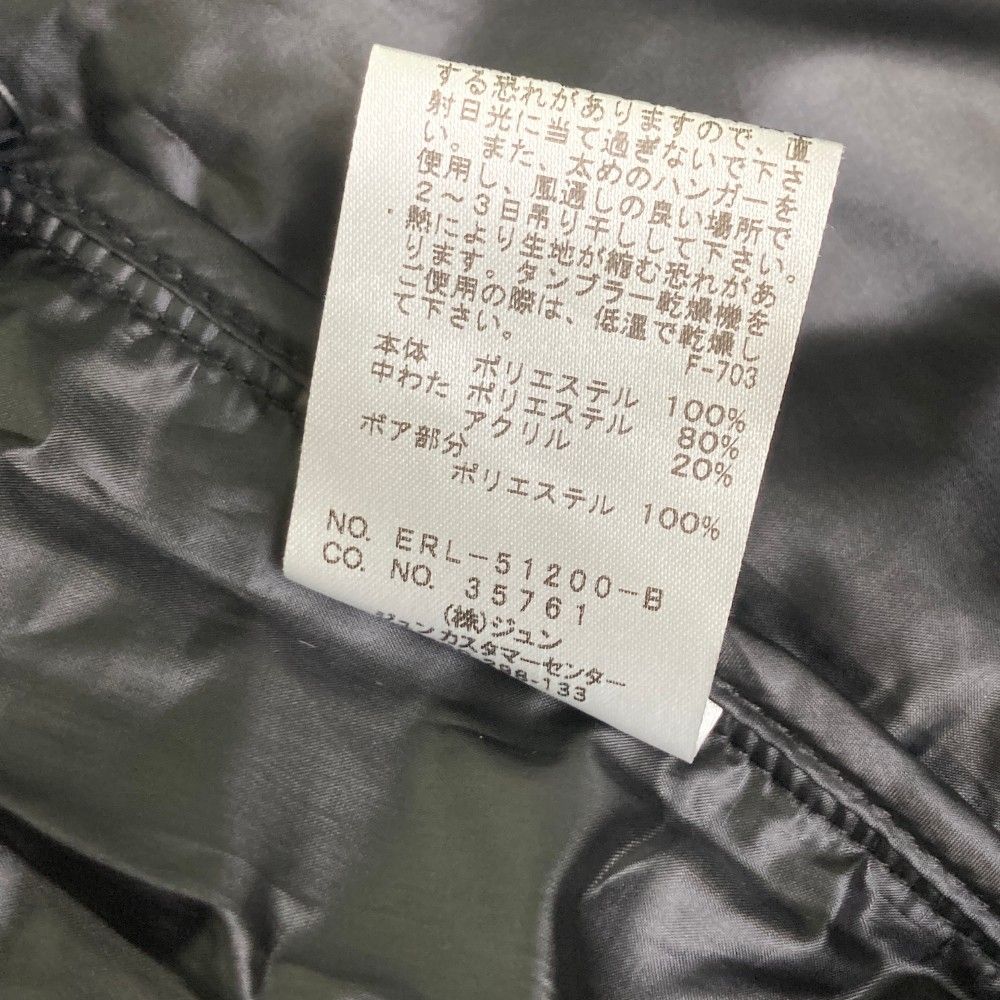 する恐れがありますので、直
射日光に当て過ぎないで下さ
い。また、太めのハンガーを
使用し、風通しの良い場所で
2～3日吊り干しして下さい。
熱により生地が縮む恐れがあ
ります。タンブラー乾燥機を
ご使用の際は、低温で乾燥し
て下さい。
F-703
本体 ポリエステル 100%
中わた ポリエステル 80%
アクリル 20%
ボア部分
ポリエステル 100%
NO. ERL-51200-B
CO. NO. 35761
(株)ジュン
ジュンカスタマーセンター
298-133